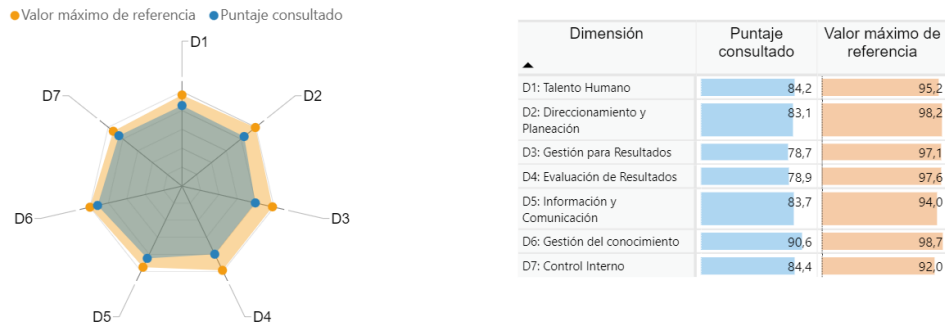 Valor máximo de referencia Puntaje consultado
D1
D2
D3
D4
D5
D6
D7
Dimensión Puntaje consultado Valor máximo de referencia
D1: Talento Humano 84,2 95,2
D2: Direccionamiento y Planeación 83,1 98,2
D3: Gestión para Resultados 78,7 97,1
D4: Evaluación de Resultados 78,9 97,6
D5: Información y Comunicación 83,7 94,0
D6: Gestión del conocimiento 90,6 98,7
D7: Control Interno 84,4 92,0